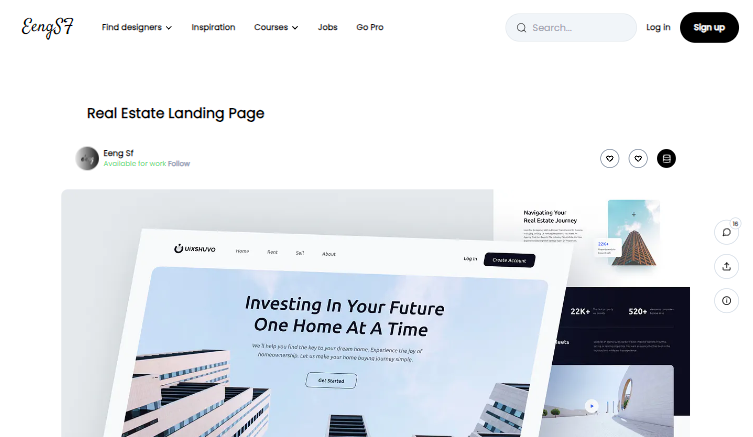 EengSF
Find designers
Inspiration
Courses
Jobs
Go Pro
Search...
Log in
Sign up
Real Estate Landing Page
Eeng Sf
Available for work Follow
16
Navigating Your
Real Estate Journey
22K+
UIXSHUVO
Home
Rent
Sell
About
Log in
Create Account
Investing In Your Future
One Home At A Time
We'll help you find the key to your dream home. Experience the joy of
homeownership. Let us make your home buying journey simple.
Get Started
22K+
520+